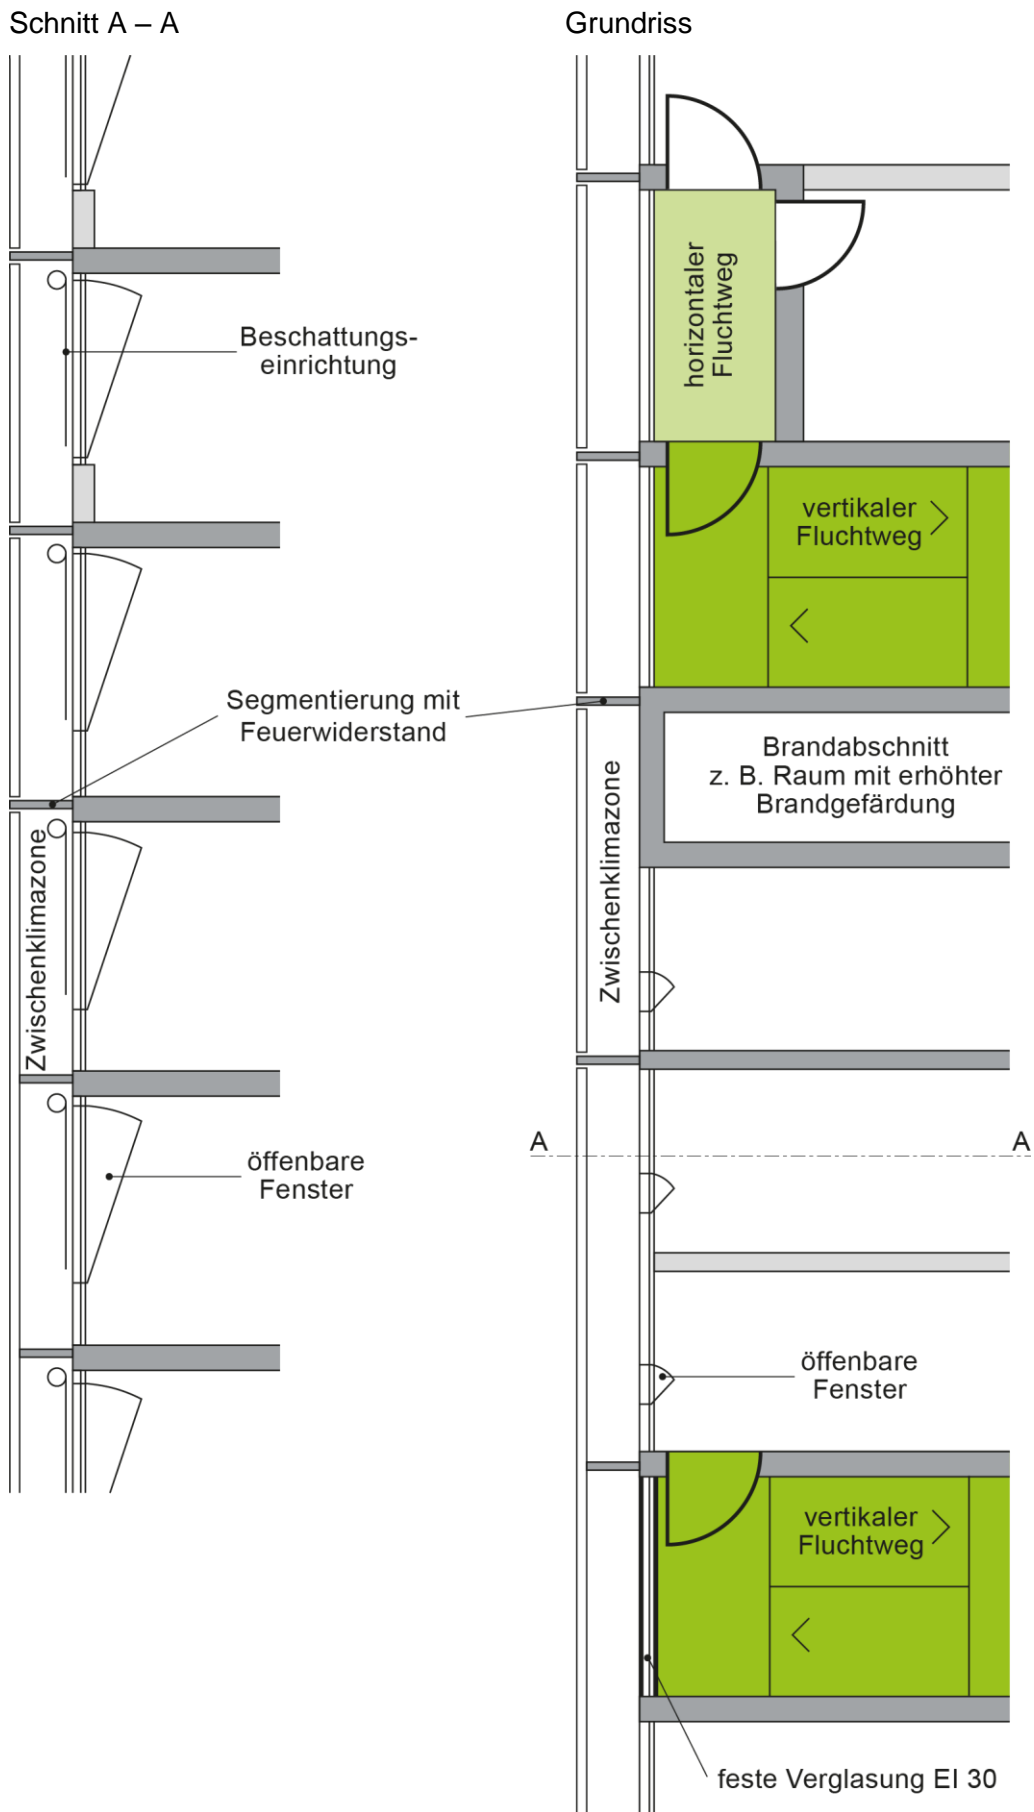 Schnitt A – A
Grundriss
Beschattungs-
einrichtung
Segmentierung mit
Feuerwiderstand
Zwischenklimazone
öffenbare
Fenster
horizontaler
Fluchtweg
vertikaler
Fluchtweg
Brandabschnitt
z. B. Raum mit erhöhter
Brandgefärdung
Zwischenklimazone
A
A
öffenbare
Fenster
vertikaler
Fluchtweg
feste Verglasung EI 30